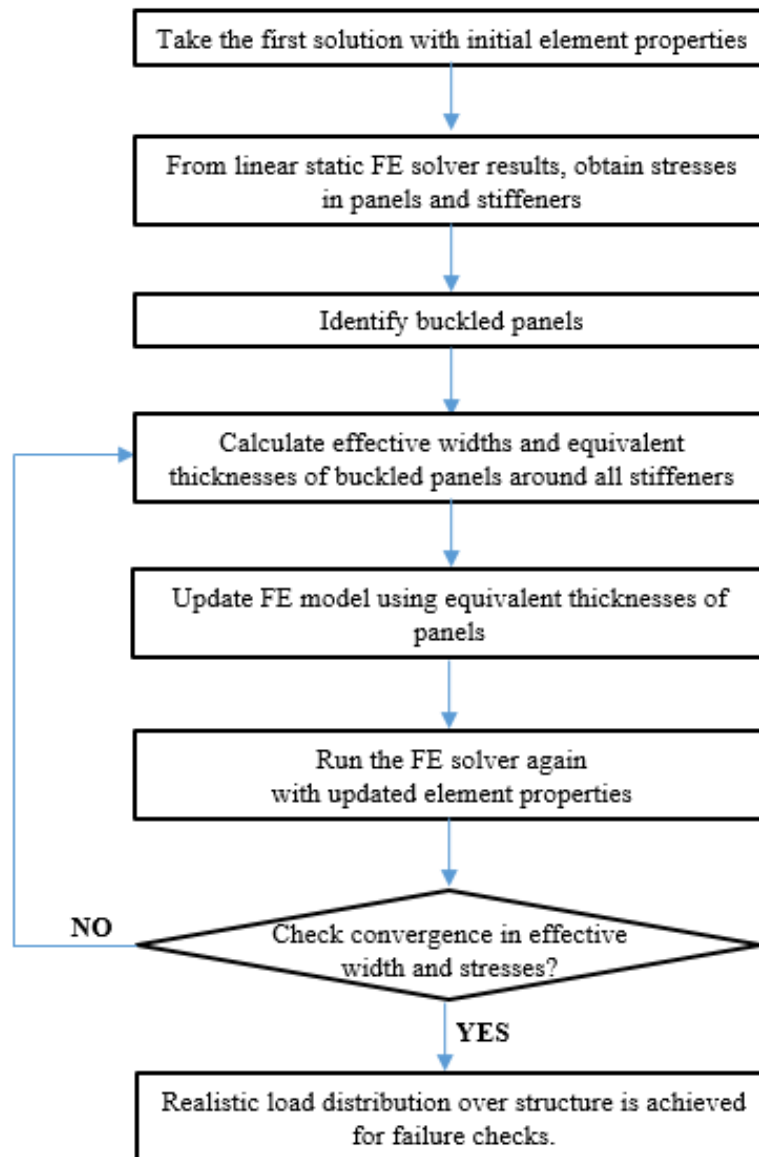 Take the first solution with initial element properties
From linear static FE solver results, obtain stresses
in panels and stiffeners
Identify buckled panels
Calculate effective widths and equivalent
thicknesses of buckled panels around all stiffeners
Update FE model using equivalent thicknesses of
panels
Run the FE solver again
with updated element properties
NO
Check convergence in effective
width and stresses?
YES
Realistic load distribution over structure is achieved
for failure checks.